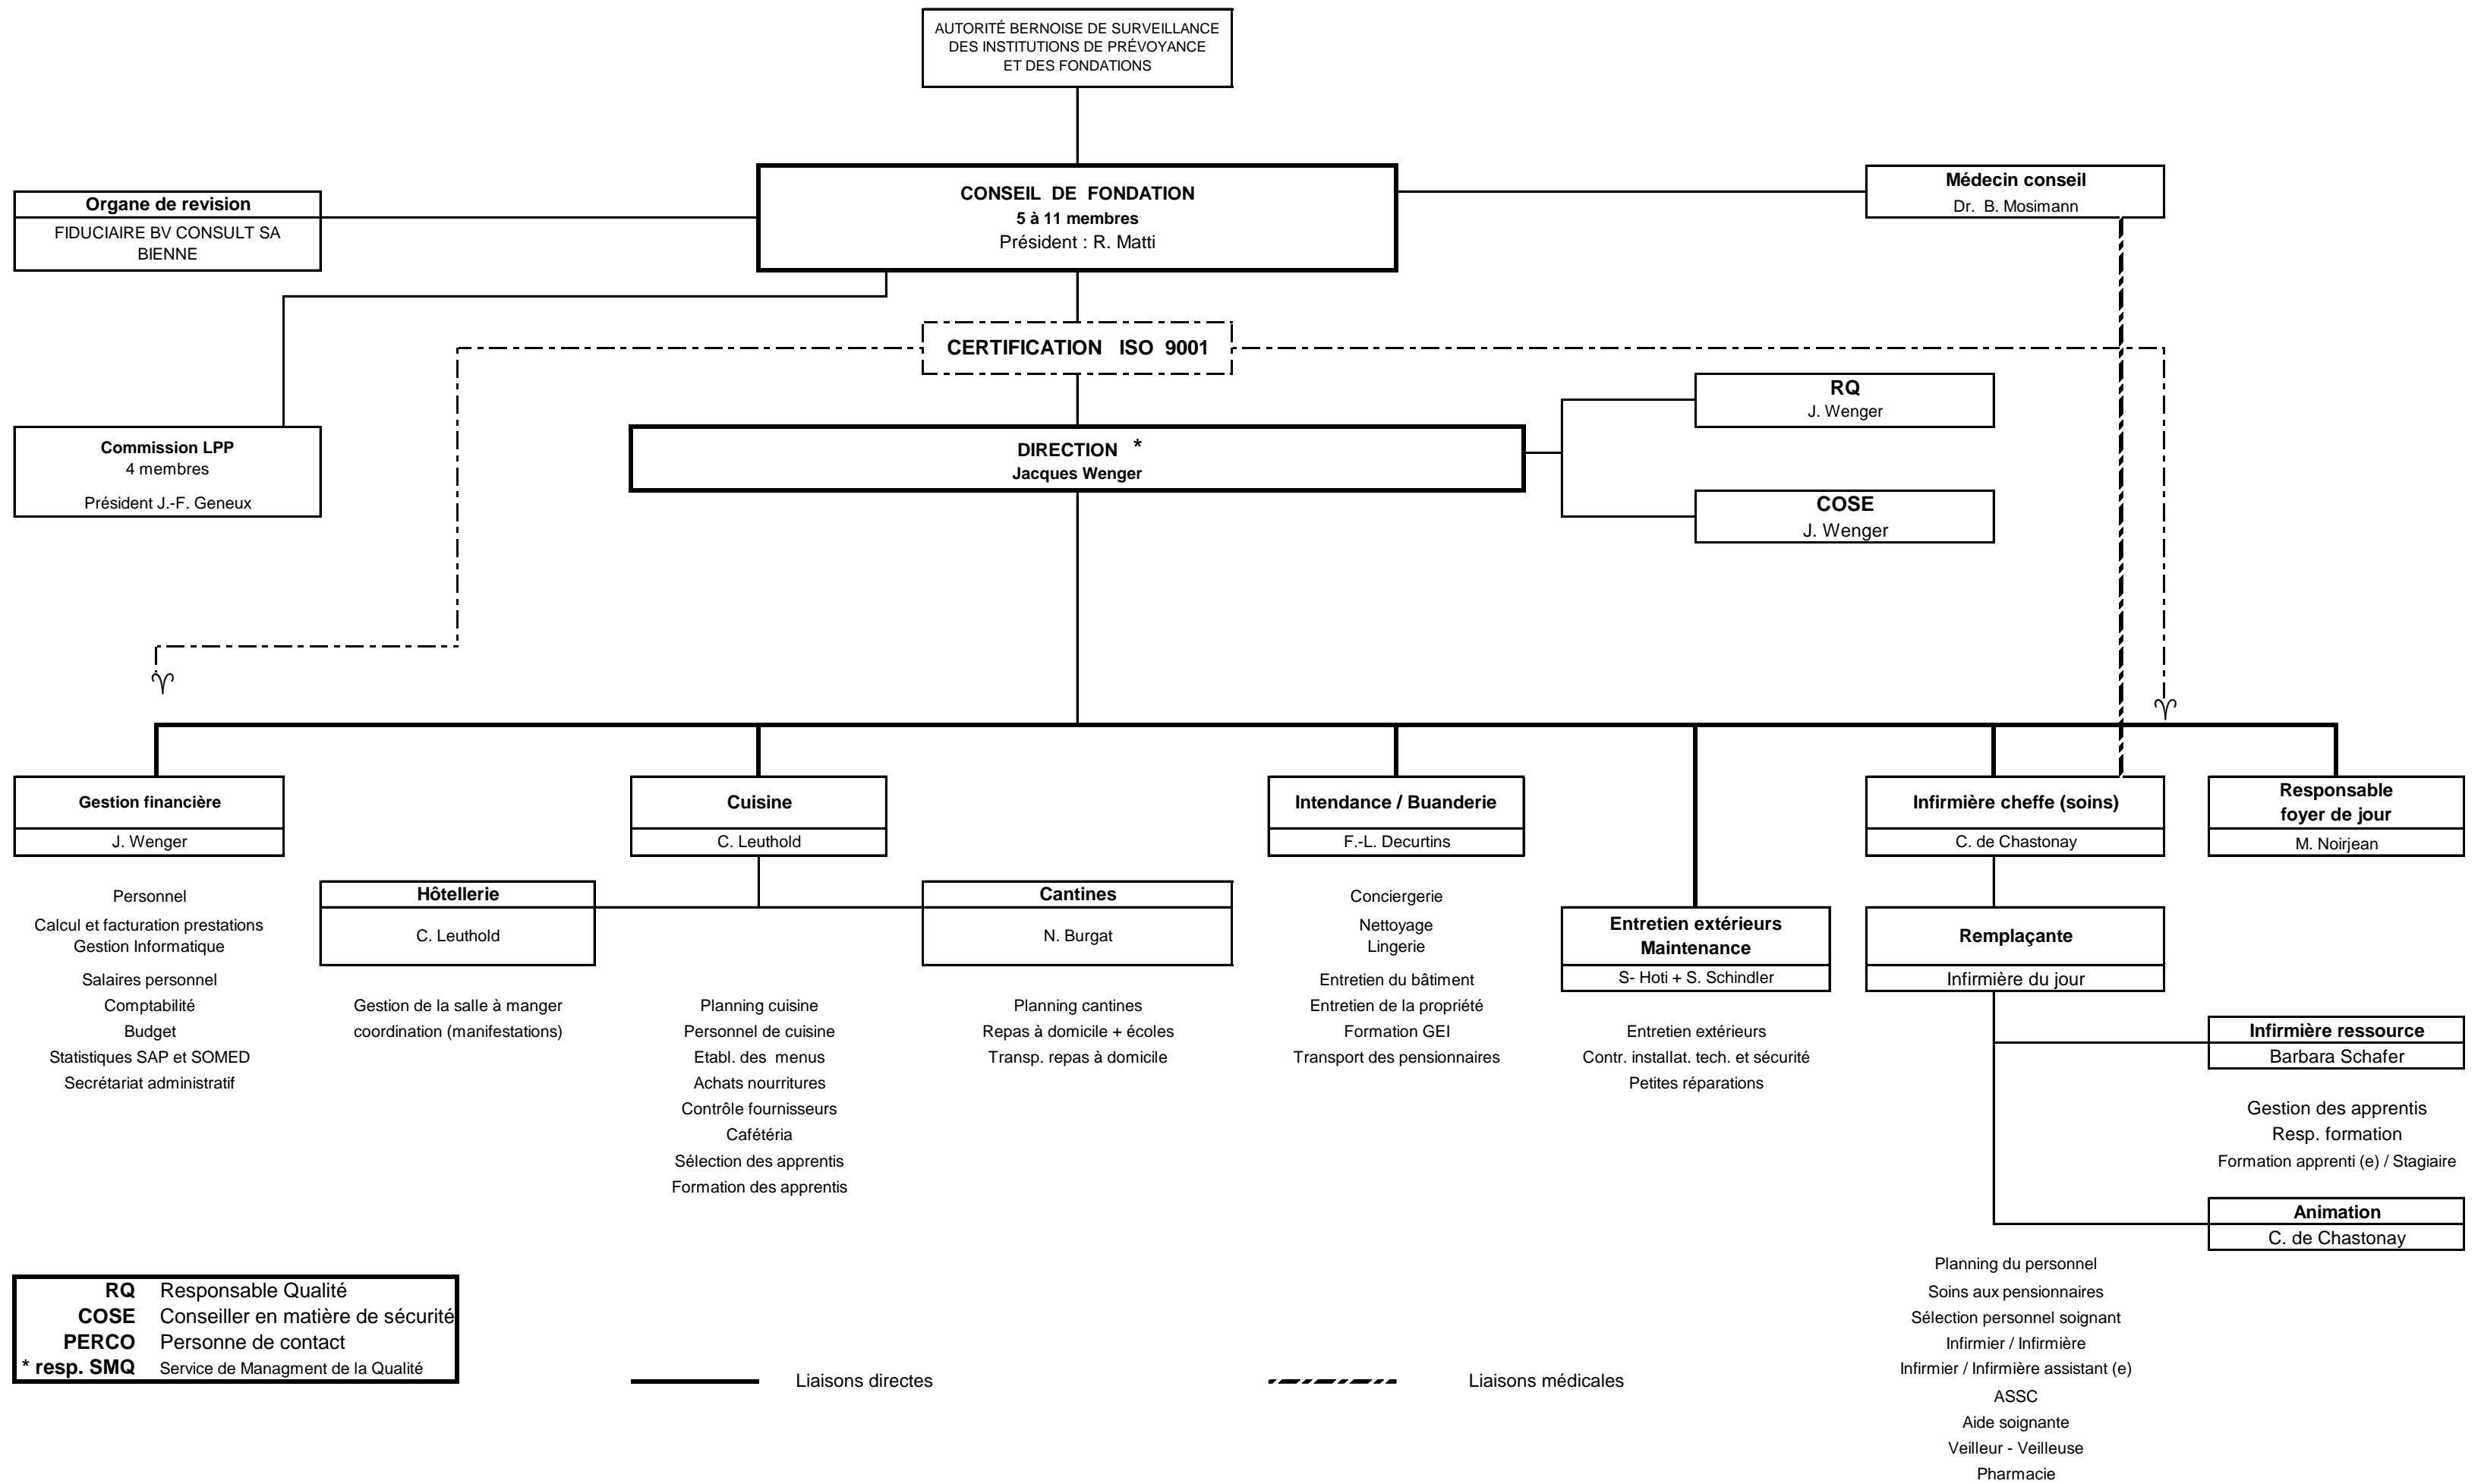 AUTORITÉ BERNOISE DE SURVEILLANCE
DES INSTITUTIONS DE PRÉVOYANCE
ET DES FONDATIONS
Organe de revision
FIDUCIAIRE BV CONSULT SA
BIENNE
CONSEIL DE FONDATION
5 à 11 membres
Président : R. Matti
Médecin conseil
Dr. B. Mosimann
CERTIFICATION ISO 9001
RQ
J. Wenger
Commission LPP
4 membres
Président J.-F. Geneux
DIRECTION *
Jacques Wenger
COSE
J. Wenger
Gestion financière
J. Wenger
Personnel
Calcul et facturation prestations
Gestion Informatique
Salaires personnel
Comptabilité
Budget
Statistiques SAP et SOMED
Secrétariat administratif
Hôtellerie
C. Leuthold
Gestion de la salle à manger
coordination (manifestations)
Cuisine
C. Leuthold
Planning cuisine
Personnel de cuisine
Etabl. des menus
Achats nourritures
Contrôle fournisseurs
Cafétéria
Sélection des apprentis
Formation des apprentis
Cantines
N. Burgat
Planning cantines
Repas à domicile + écoles
Transp. repas à domicile
Intendance / Buanderie
F.-L. Decurtins
Conciergerie
Nettoyage
Lingerie
Entretien du bâtiment
Entretien de la propriété
Formation GEI
Transport des pensionnaires
Entretien extérieurs
Maintenance
S- Hoti + S. Schindler
Entretien extérieurs
Contr. installat. tech. et sécurité
Petites réparations
Infirmière cheffe (soins)
C. de Chastonay
Remplaçante
Infirmière du jour
Responsable
foyer de jour
M. Noirjean
Infirmière ressource
Barbara Schafer
Gestion des apprentis
Resp. formation
Formation apprenti (e) / Stagiaire
Animation
C. de Chastonay
Planning du personnel
Soins aux pensionnaires
Sélection personnel soignant
Infirmier / Infirmière
Infirmier / Infirmière assistant (e)
ASSC
Aide soignante
Veilleur - Veilleuse
Pharmacie
RQ Responsable Qualité
COSE Conseiller en matière de sécurité
PERCO Personne de contact
* resp. SMQ Service de Managment de la Qualité
Liaisons directes
Liaisons médicales